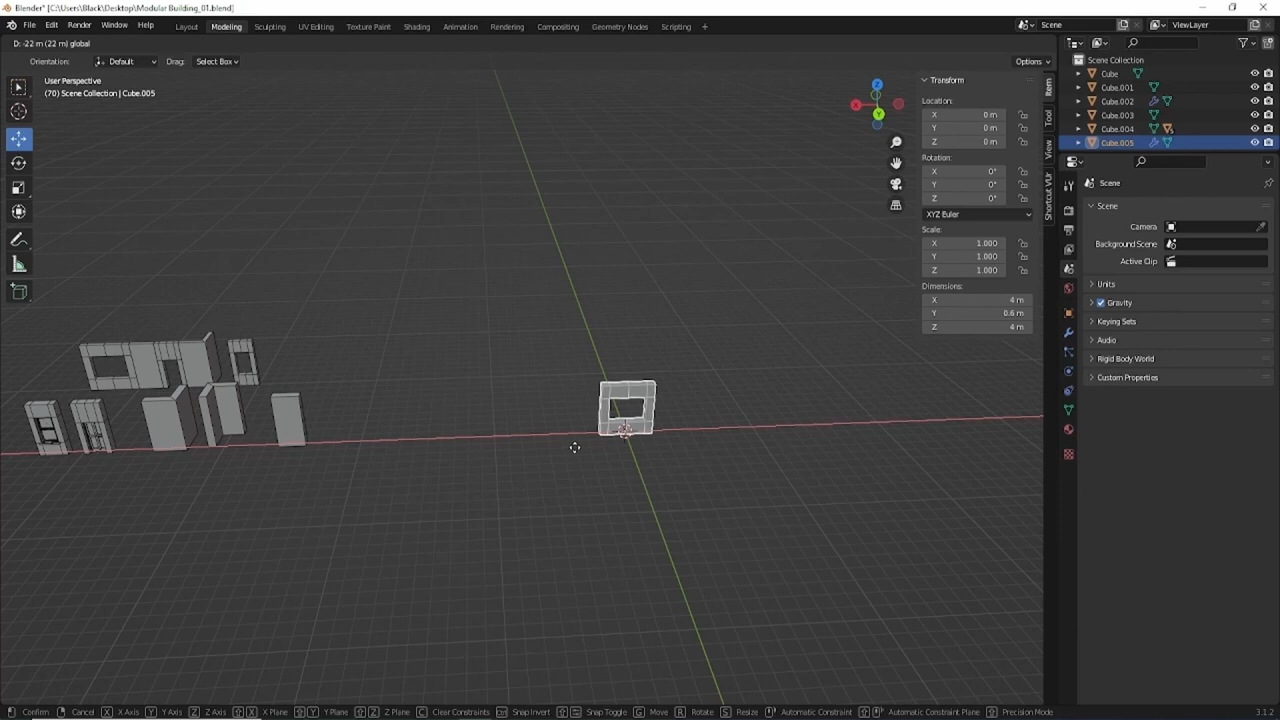 Blender* [C:\Users\Black\Desktop\Modular Building_01.blend]
File Edit Render Window Help Layout Modeling Sculpting UV Editing Texture Paint Shading Animation Rendering Compositing Geometry Nodes Scripting + Scene ViewLayer
D: -22 m (22 m) global
Orientation: Default Drag: Select Box Options
User Perspective
(70) Scene Collection | Cube.005
Z
X
Y
Transform
Location:
X 0 m
Y 0 m
Z 0 m
Rotation:
X 0°
Y 0°
Z 0°
XYZ Euler
Scale:
X 1.000
Y 1.000
Z 1.000
Dimensions:
X 4 m
Y 0.6 m
Z 4 m
Item
Tool
View
Shortcut VUr
Scene Collection
Cube
Cube.001
Cube.002
Cube.003
Cube.004
Cube.005
Scene
Scene
Camera
Background Scene
Active Clip
Units
Gravity
Keying Sets
Audio
Rigid Body World
Custom Properties
Confirm Cancel X X Axis Y Y Axis Z Z Axis X X Plane Y Y Plane Z Z Plane C Clear Constraints Snap Invert Snap Toggle G Move R Rotate S Resize Automatic Constraint Automatic Constraint Plane Precision Mode 3.1.2